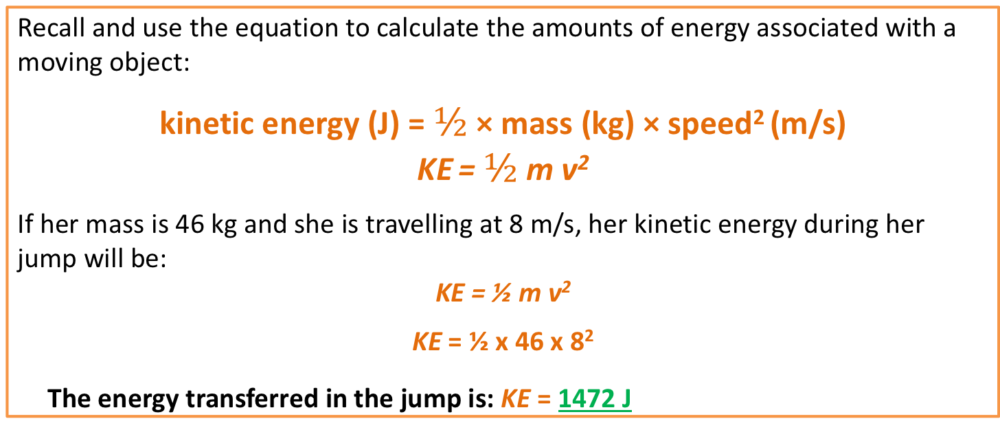 Recall and use the equation to calculate the amounts of energy associated with a
moving object:
kinetic energy (J) = ½ × mass (kg) × speed² (m/s)
KE = ½ m v²
If her mass is 46 kg and she is travelling at 8 m/s, her kinetic energy during her
jump will be:
KE = ½ m v²
KE = ½ x 46 x 8²
The energy transferred in the jump is: KE = 1472 J